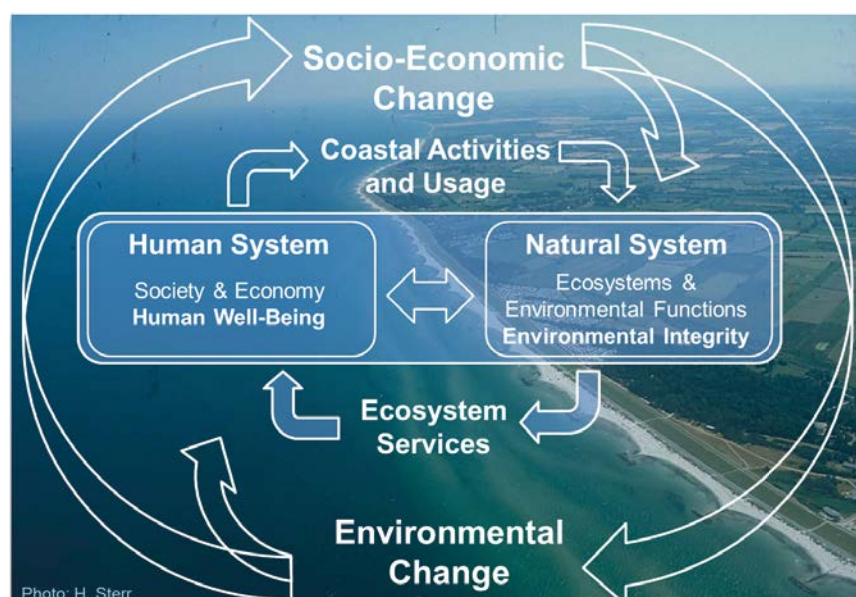 Socio-Economic
Change
Coastal Activities
and Usage
Human System
Society & Economy
Human Well-Being
Natural System
Ecosystems &
Environmental Functions
Environmental Integrity
Ecosystem
Services
Environmental
Change
Photo: H. Sterr